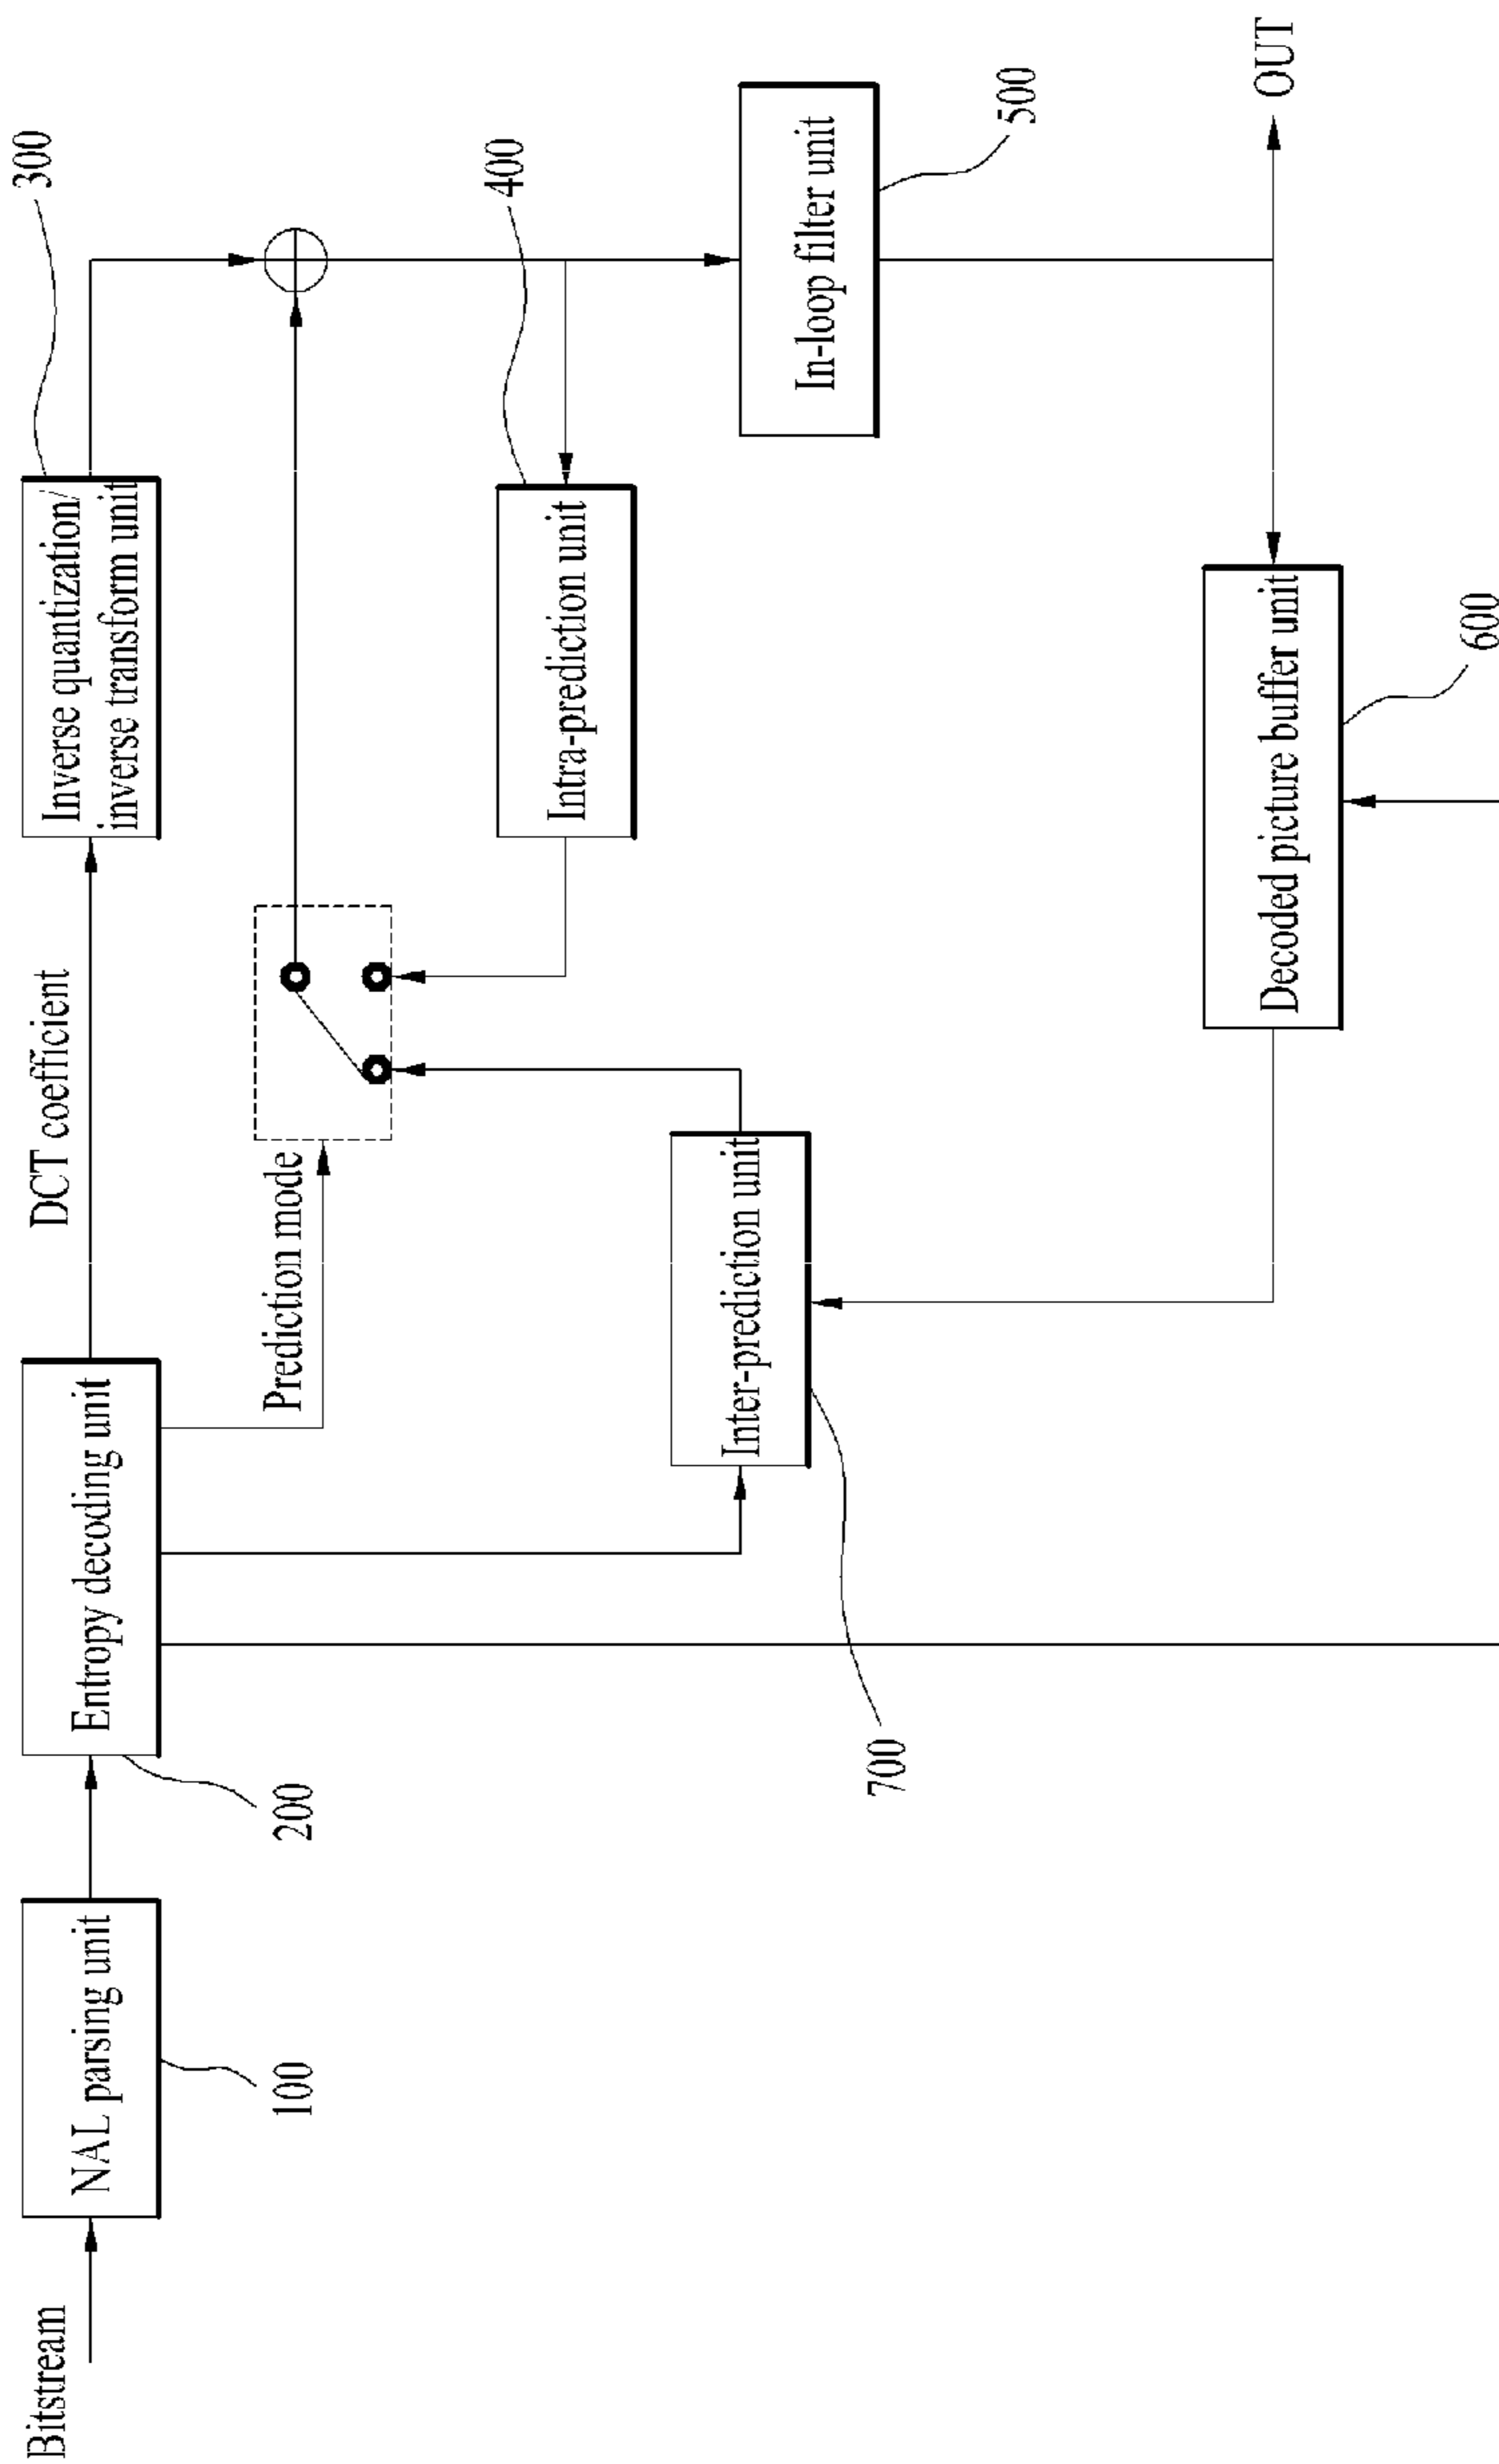 Bitstream
NAL parsing unit
100
Entropy decoding unit
200
DCT coefficient
Inverse quantization/
inverse transform unit
300
Prediction mode
Intra-prediction unit
400
Inter-prediction unit
700
In-loop filter unit
500
Decoded picture buffer unit
600
OUT